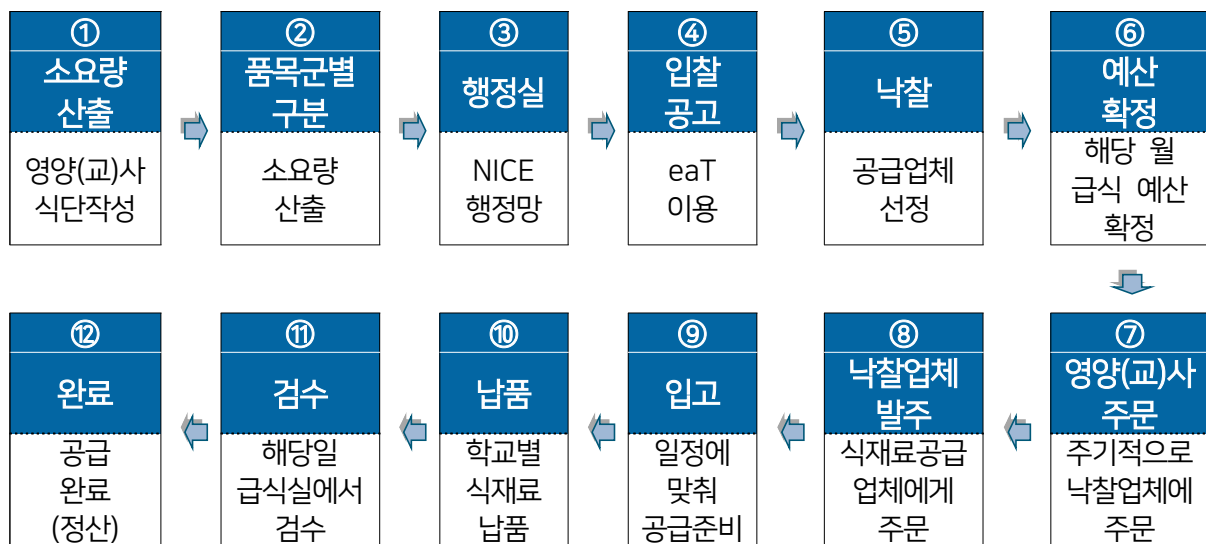 ①
소요량
산출
영양(교)사
식단작성
②
품목군별
구분
소요량
산출
③
행정실
NICE
행정망
④
입찰
공고
eaT
이용
⑤
낙찰
공급업체
선정
⑥
예산
확정
해당 월
급식 예산
확정
⑦
영양(교)사
주문
주기적으로
낙찰업체에
주문
⑧
낙찰업체
발주
식재료공급
업체에게
주문
⑨
입고
일정에
맞춰
공급준비
⑩
납품
학교별
식재료
납품
⑪
검수
해당일
급식실에서
검수
⑫
완료
공급
완료
(정산)